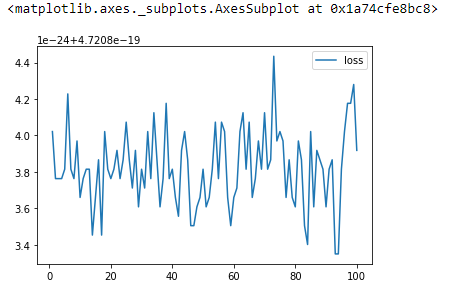 <matplotlib.axes._subplots.AxesSubplot at 0x1a74cfe8bc8>
1e-24+4.7208e-19
loss
4.4
4.2
4.0
3.8
3.6
3.4
0 20 40 60 80 100